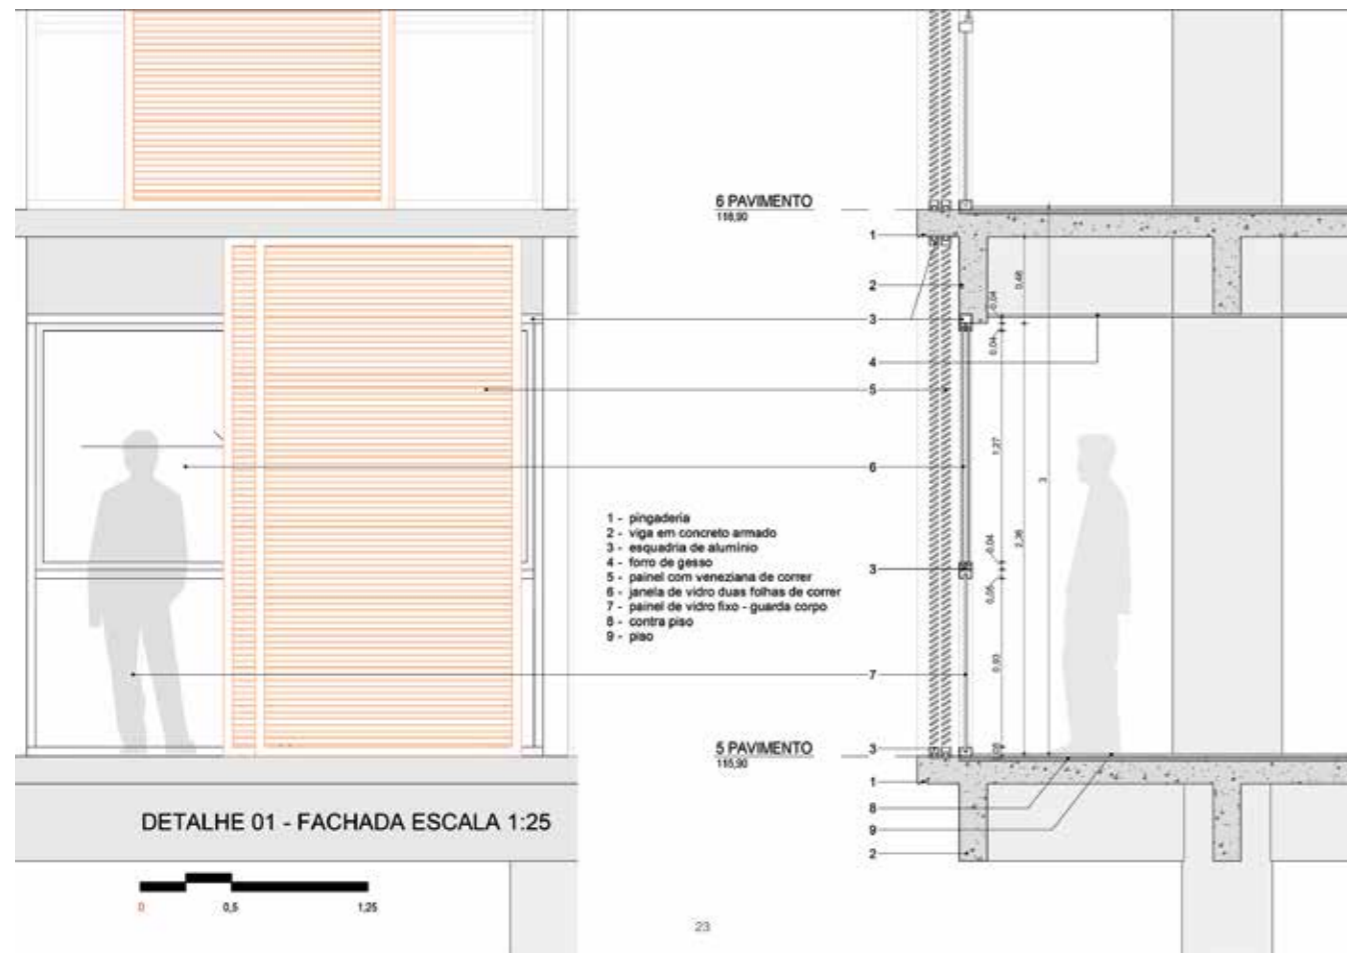 6 PAVIMENTO
118,90
1
2
0,48
0,04
3
0,04
4
5
6
1,27
3
1 - pingaderia
2 - viga em concreto armado
3 - esquadria de alumínio
4 - forro de gesso
5 - painel com veneziana de correr
6 - janela de vidro duas folhas de correr
7 - painel de vidro fixo - guarda corpo
8 - contra piso
9 - piso
2,36
0,04
3
0,05
0,93
7
5 PAVIMENTO
115,90
3
1
8
9
2
DETALHE 01 - FACHADA ESCALA 1:25
0
0,5
1,25
23